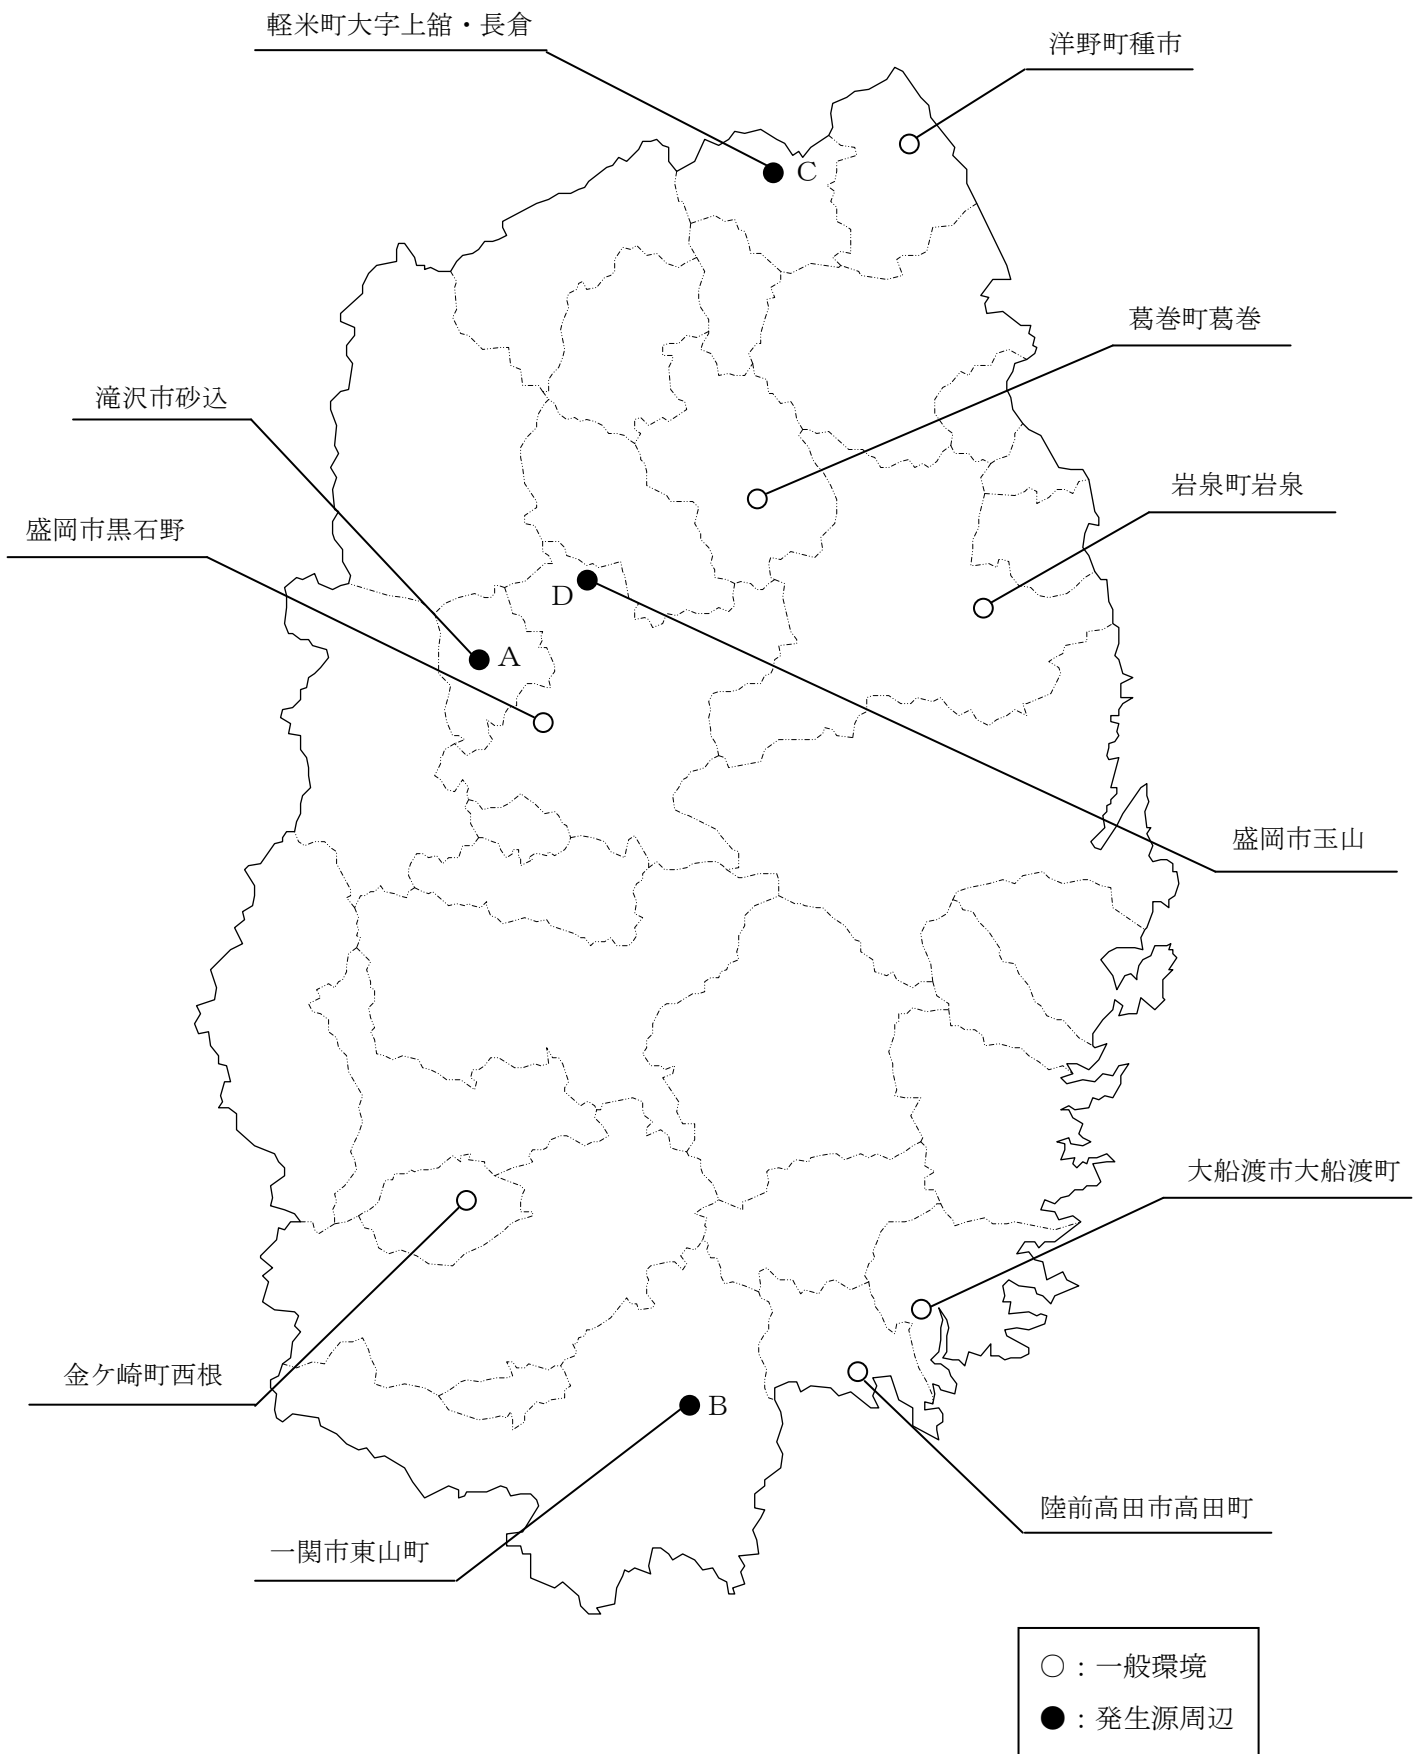 軽米町大字上舘・長倉
洋野町種市
C
葛巻町葛巻
滝沢市砂込
岩泉町岩泉
盛岡市黒石野
D
A
盛岡市玉山
大船渡市大船渡町
金ケ崎町西根
B
陸前高田市高田町
一関市東山町
○：一般環境
●：発生源周辺